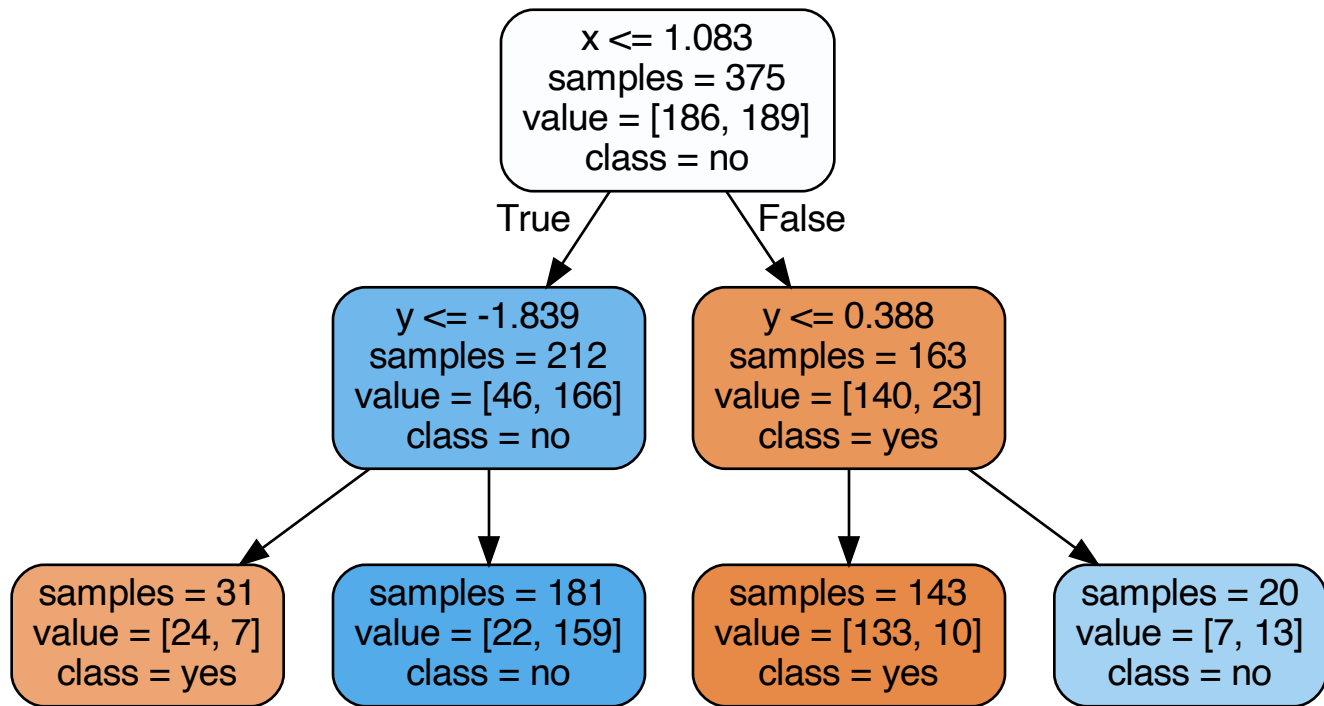 x <= 1.083
samples = 375
value = [186, 189]
class = no
True
False
y <= -1.839
samples = 212
value = [46, 166]
class = no
y <= 0.388
samples = 163
value = [140, 23]
class = yes
samples = 31
value = [24, 7]
class = yes
samples = 181
value = [22, 159]
class = no
samples = 143
value = [133, 10]
class = yes
samples = 20
value = [7, 13]
class = no